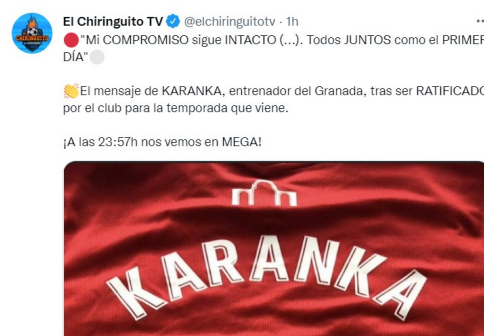 El Chiringuito TV @elchiringuitotv · 1h
🔴"Mi COMPROMISO sigue INTACTO (...). Todos JUNTOS como el PRIMER
DÍA"⚪
👏El mensaje de KARANKA, entrenador del Granada, tras ser RATIFICADO
por el club para la temporada que viene.
¡A las 23:57h nos vemos en MEGA!
KARANKA